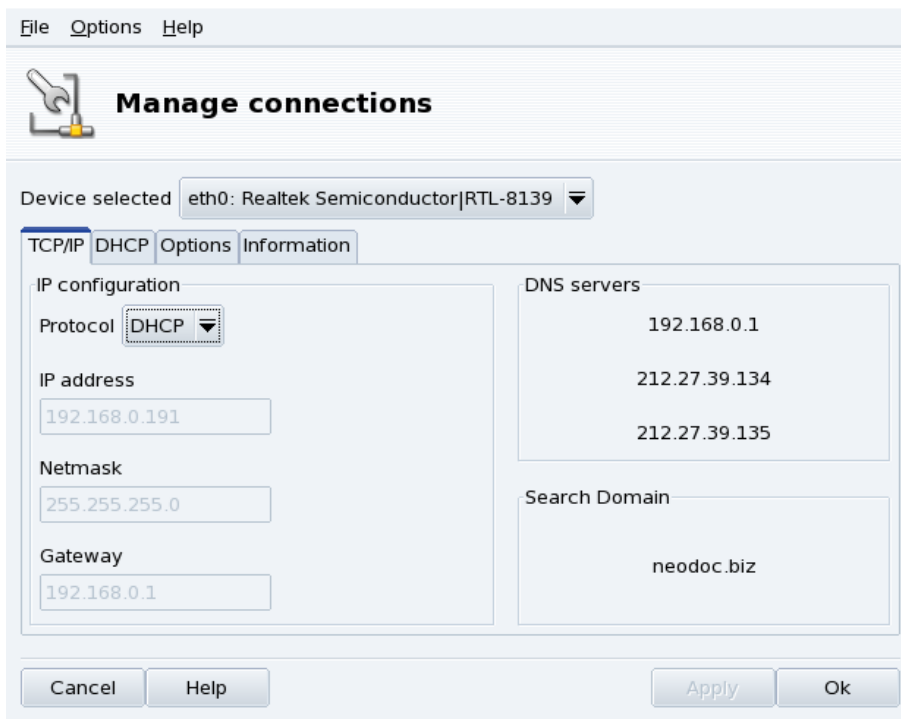 File Options Help
Manage connections
Device selected eth0: Realtek Semiconductor|RTL-8139
TCP/IP DHCP Options Information
IP configuration
Protocol DHCP
IP address
192.168.0.191
Netmask
255.255.255.0
Gateway
192.168.0.1
DNS servers
192.168.0.1
212.27.39.134
212.27.39.135
Search Domain
neodoc.biz
Cancel Help Apply Ok